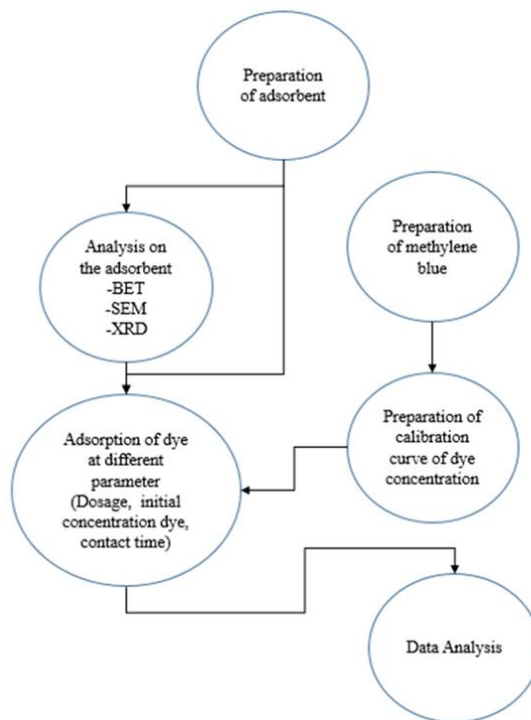 Preparation
of adsorbent
Analysis on
the adsorbent
-BET
-SEM
-XRD
Preparation
of methylene
blue
Adsorption of dye
at different
parameter
(Dosage, initial
concentration dye,
contact time)
Preparation of
calibration
curve of dye
concentration
Data Analysis